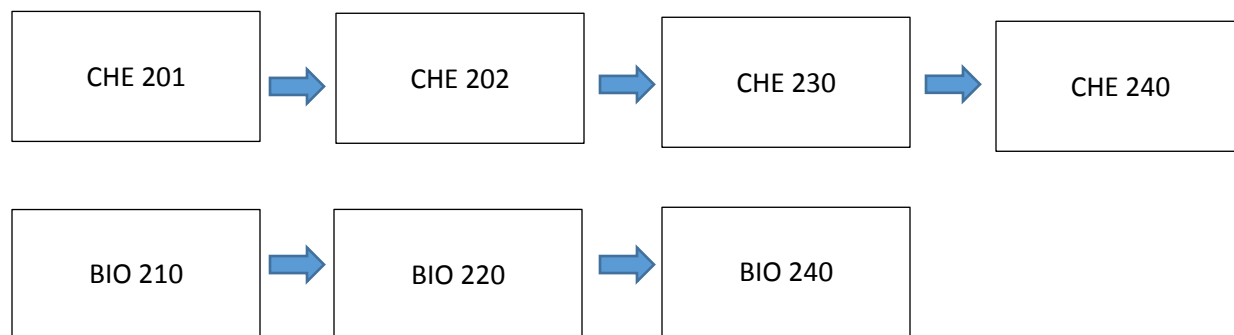 CHE 201
CHE 202
CHE 230
CHE 240
BIO 210
BIO 220
BIO 240